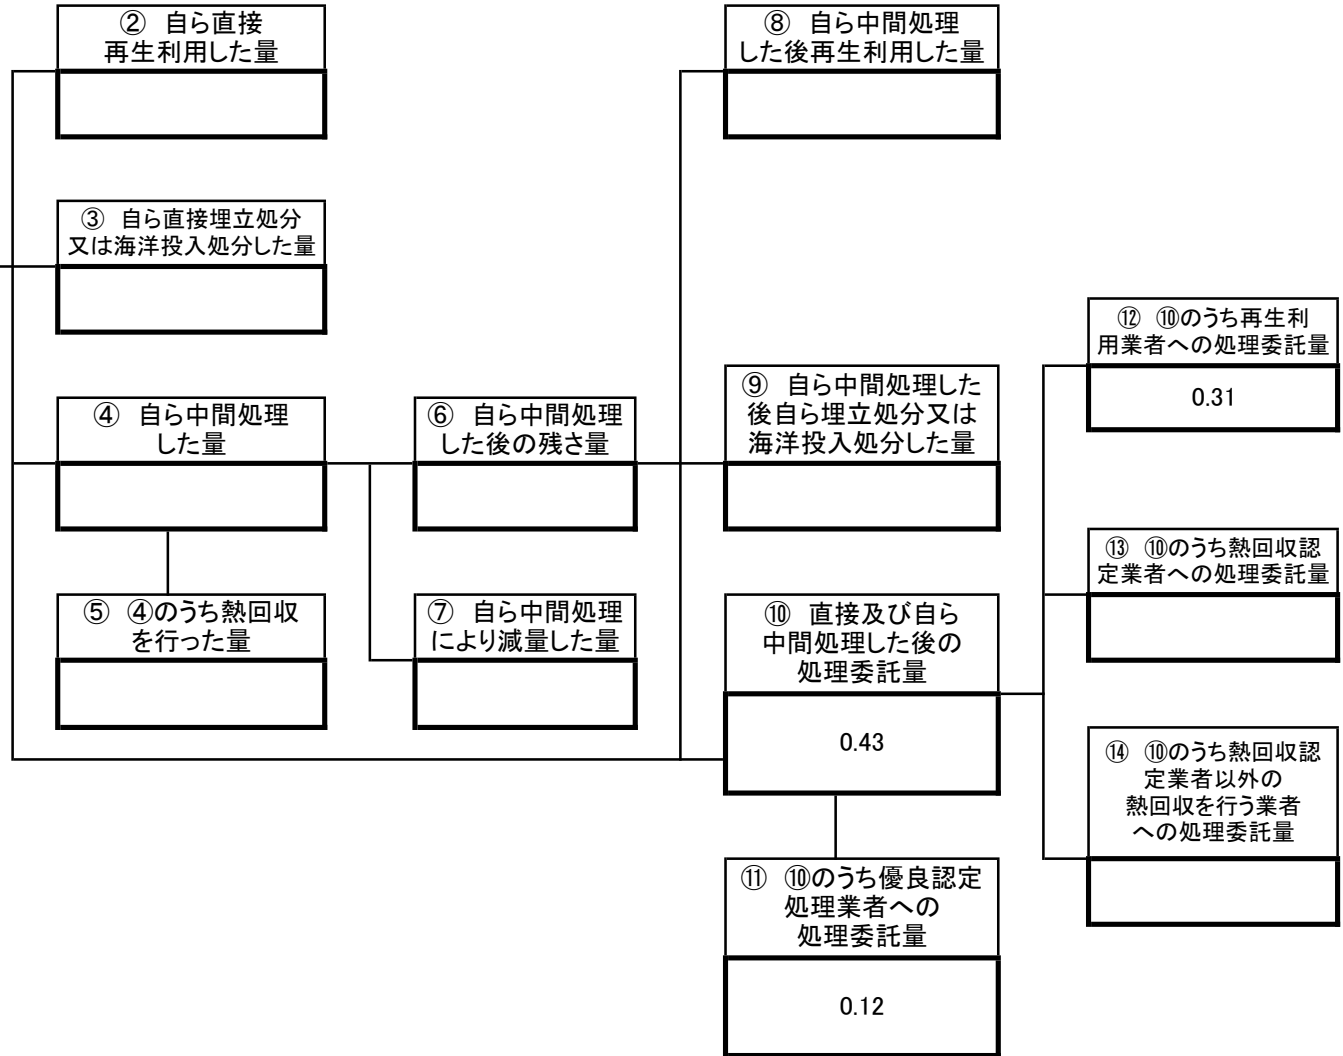 ② 自ら直接
再生利用した量
⑧ 自ら中間処理
した後再生利用した量
③ 自ら直接埋立処分
又は海洋投入処分した量
⑫ ⑩のうち再生利
用業者への処理委託量
0.31
④ 自ら中間処理
した量
⑥ 自ら中間処理
した後の残さ量
⑨ 自ら中間処理した
後自ら埋立処分又は
海洋投入処分した量
⑬ ⑩のうち熱回収認
定業者への処理委託量
⑤ ④のうち熱回収
を行った量
⑦ 自ら中間処理
により減量した量
⑩ 直接及び自ら
中間処理した後の
処理委託量
0.43
⑭ ⑩のうち熱回収認
定業者以外の
熱回収を行う業者
への処理委託量
⑪ ⑩のうち優良認定
処理業者への
処理委託量
0.12